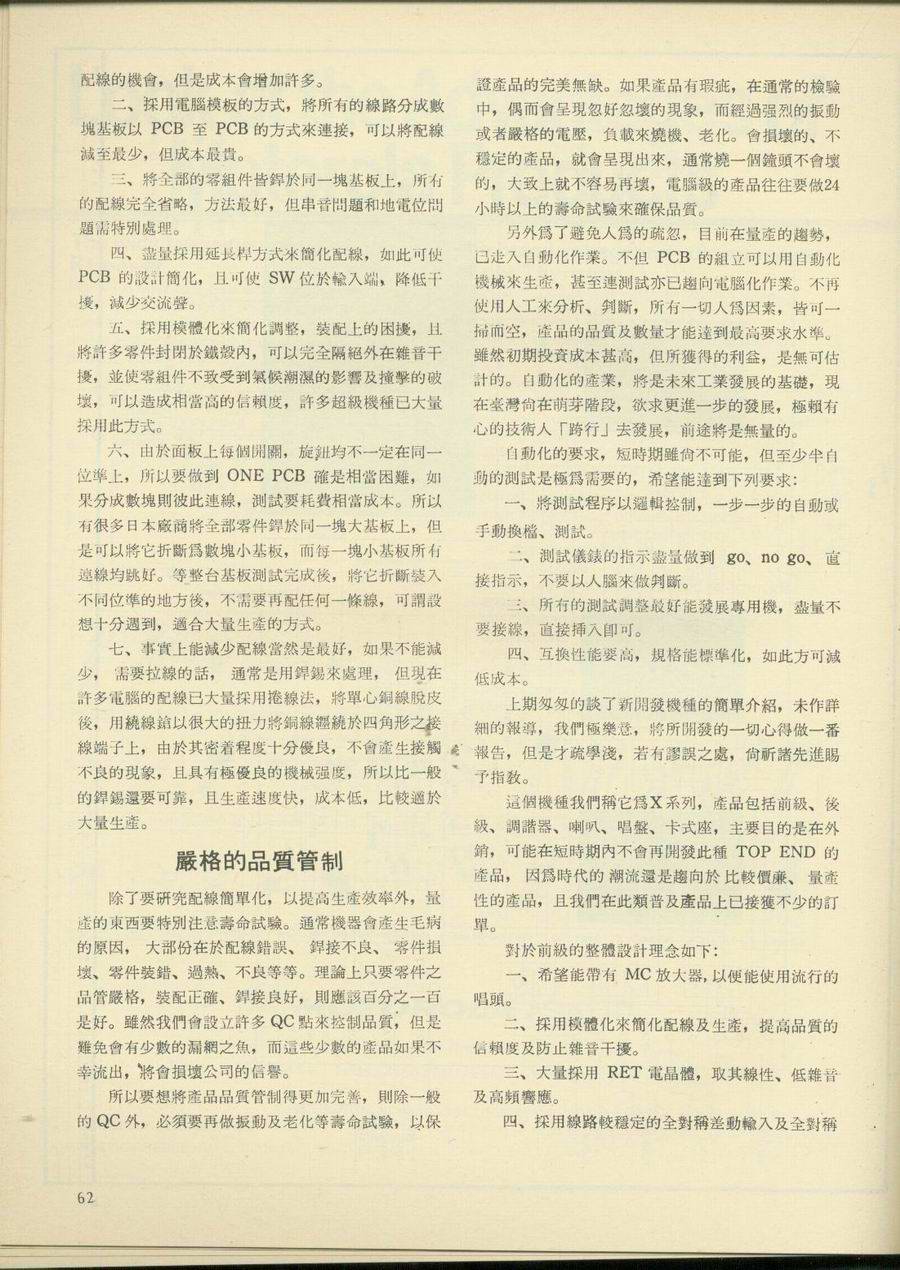 配線的機會，但是成本會增加許多。
二、採用電腦模板的方式，將所有的線路分成數
塊基板以 PCB 至 PCB 的方式來連接，可以將配線
減至最少，但成本最貴。
三、將全部的零組件皆銲於同一塊基板上，所有
的配線完全省略，方法最好，但串音問題和地電位問
題需特別處理。
四、盡量採用延長桿方式來簡化配線，如此可使
PCB 的設計簡化，且可使 SW 位於輸入端，降低干
擾，減少交流聲。
五、採用模體化來簡化調整，裝配上的困擾，且
將許多零件封閉於鐵殼內，可以完全隔絕外在雜音干
擾，並使零組件不致受到氣候潮濕的影響及撞擊的破
壞，可以造成相當高的信賴度，許多超級機種已大量
採用此方式。
六、由於面板上每個開關，旋鈕均不一定在同一
位準上，所以要做到 ONE PCB 確是相當困難，如
果分成數塊則彼此連線，測試要耗費相當成本。所以
有很多日本廠商將全部零件銲於同一塊大基板上，但
是可以將它折斷爲數塊小基板，而每一塊小基板所有
連線均跳好。等整台基板測試完成後，將它折斷裝入
不同位準的地方後，不需要再配任何一條線，可謂設
想十分週到，適合大量生產的方式。
七、事實上能減少配線當然是最好，如果不能減
少， 需要拉線的話， 通常是用銲錫來處理， 但現在
許多電腦的配線已大量採用捲線法，將單心銅線脫皮
後，用繞線鎗以很大的扭力將銅線纒繞於四角形之接
線端子上，由於其密着程度十分優良，不會產生接觸
不良的現象，且具有極優良的機械强度，所以比一般
的銲錫還要可靠，且生產速度快，成本低，比較適於
大量生產。
嚴格的品質管制
除了要研究配線簡單化，以提高生產效率外，量
產的東西要特別注意壽命試驗。通常機器會產生毛病
的原因， 大部份在於配線錯誤、 銲接不良、 零件損
壞、零件裝錯、過熱、不良等等。理論上只要零件之
品管嚴格，裝配正確、銲接良好，則應該百分之一百
是好。雖然我們會設立許多 QC 點來控制品質，但是
難免會有少數的漏網之魚，而這些少數的產品如果不
幸流出，將會損壞公司的信譽。
所以要想將產品品質管制得更加完善，則除一般
的 QC 外，必須要再做振動及老化等壽命試驗，以保
證產品的完美無缺。如果產品有瑕疵，在通常的檢驗
中，偶而會呈現忽好忽壞的現象，而經過强烈的振動
或者嚴格的電壓，負載來燒機、老化。會損壞的、不
穩定的產品，就會呈現出來，通常燒一個鐘頭不會壞
的，大致上就不容易再壞，電腦級的產品往往要做24
小時以上的壽命試驗來確保品質。
另外爲了避免人爲的疏忽，目前在量產的趨勢，
已走入自動化作業。不但 PCB 的組立可以用自動化
機械來生產，甚至連測試亦已趨向電腦化作業。不再
使用人工來分析、判斷，所有一切人爲因素，皆可一
掃而空，產品的品質及數量才能達到最高要求水準。
雖然初期投資成本甚高，但所獲得的利益，是無可估
計的。自動化的產業，將是未來工業發展的基礎，現
在臺灣尙在萌芽階段，欲求更進一步的發展，極賴有
心的技術人「跨行」去發展，前途將是無量的。
自動化的要求，短時期雖尙不可能，但至少半自
動的測試是極爲需要的，希望能達到下列要求：
一、將測試程序以邏輯控制，一步一步的自動或
手動換檔、測試。
二、測試儀錶的指示盡量做到 go、no go、 直
接指示，不要以人腦來做判斷。
三、所有的測試調整最好能發展專用機，盡量不
要接線，直接挿入卽可。
四、互換性能要高，規格能標準化，如此方可減
低成本。
上期匆匆的談了新開發機種的簡單介紹，未作詳
細的報導，我們極樂意，將所開發的一切心得做一番
報告，但是才疏學淺，若有謬誤之處，尙祈諸先進賜
予指教。
這個機種我們稱它爲X系列，產品包括前級、後
級、調諧器、喇叭、唱盤、卡式座，主要目的是在外
銷，可能在短時期內不會再開發此種 TOP END 的
產品， 因爲時代的 潮流還是趨向於 比較價廉、 量產
性的產品，且我們在此類普及產品上已接獲不少的訂
單。
對於前級的整體設計理念如下：
一、希望能帶有 MC 放大器，以便能使用流行的
唱頭。
二、採用模體化來簡化配線及生產，提高品質的
信賴度及防止雜音干擾。
三、大量採用 RET 電晶體，取其線性、低雜音
及高頻響應。
四、採用線路較穩定的全對稱差動輸入及全對稱
62